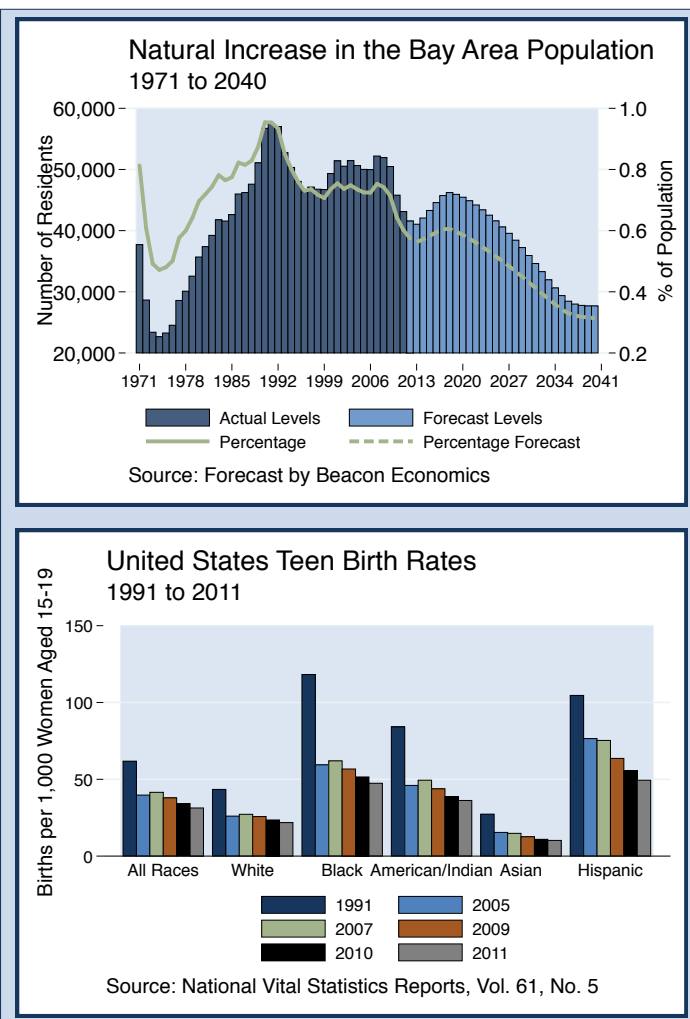 Natural Increase in the Bay Area Population
1971 to 2040
Number of Residents
60,000
50,000
40,000
30,000
20,000
% of Population
1.0
0.8
0.6
0.4
0.2
1971 1978 1985 1992 1999 2006 2013 2020 2027 2034 2041
Actual Levels Forecast Levels
Percentage Percentage Forecast
Source: Forecast by Beacon Economics
United States Teen Birth Rates
1991 to 2011
Births per 1,000 Women Aged 15-19
150
100
50
0
All Races White Black American/Indian Asian Hispanic
1991 2005
2007 2009
2010 2011
Source: National Vital Statistics Reports, Vol. 61, No. 5